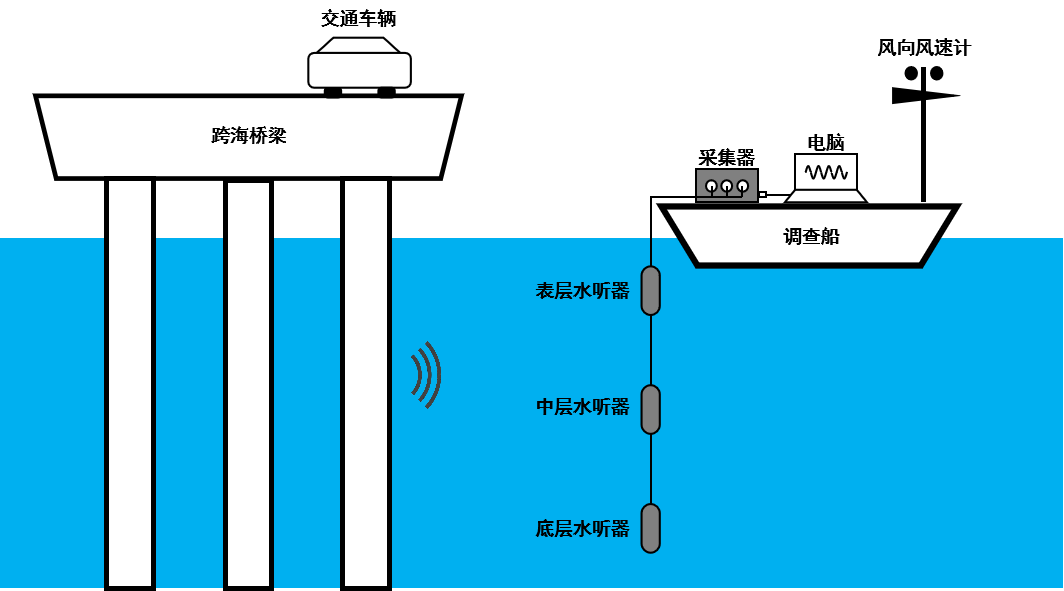 交通车辆
风向风速计
跨海桥梁
采集器
电脑
调查船
表层水听器
中层水听器
底层水听器